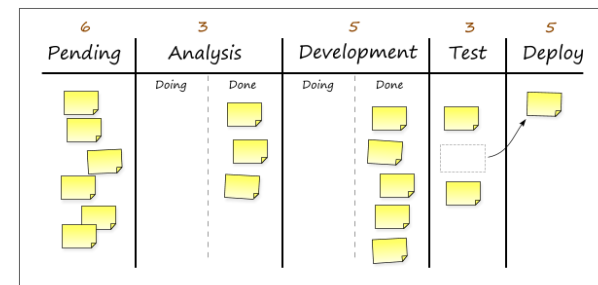 6 3 5 3 5
Pending Analysis Development Test Deploy
Doing Done Doing Done